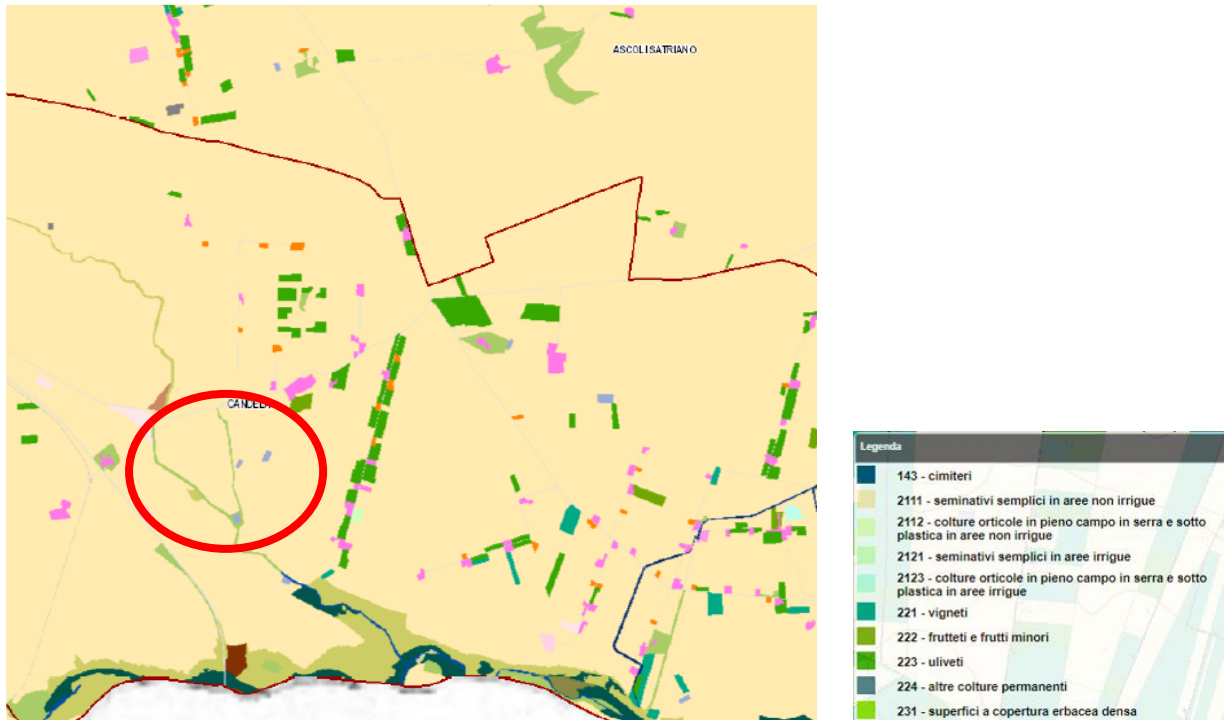 ASCOLI SATRIANO
CANDELA
Legenda
143 - cimiteri
2111 - seminativi semplici in aree non irrigue
2112 - colture orticole in pieno campo in serra e sotto
plastica in aree non irrigue
2121 - seminativi semplici in aree irrigue
2123 - colture orticole in pieno campo in serra e sotto
plastica in aree irrigue
221 - vigneti
222 - frutteti e frutti minori
223 - uliveti
224 - altre colture permanenti
231 - superfici a copertura erbacea densa